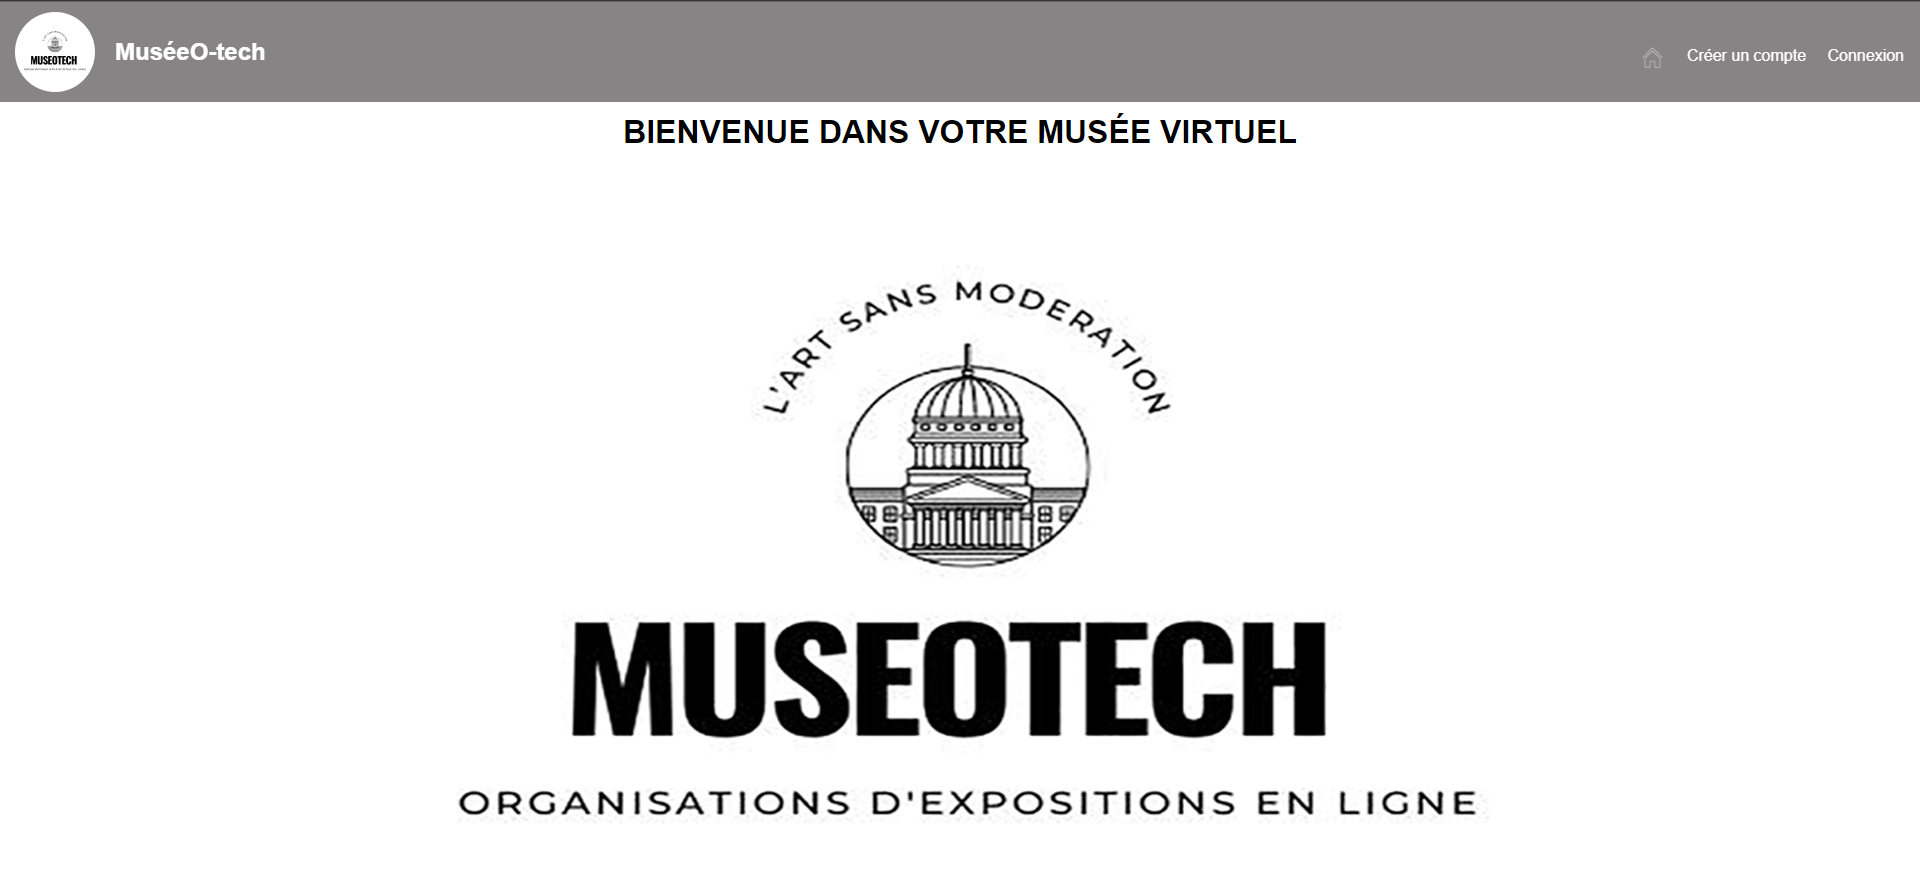 MUSEOTECH
MuséeO-tech
Créer un compte
Connexion
BIENVENUE DANS VOTRE MUSÉE VIRTUEL
L'ART SANS MODERATION
MUSEOTECH
ORGANISATIONS D'EXPOSITIONS EN LIGNE